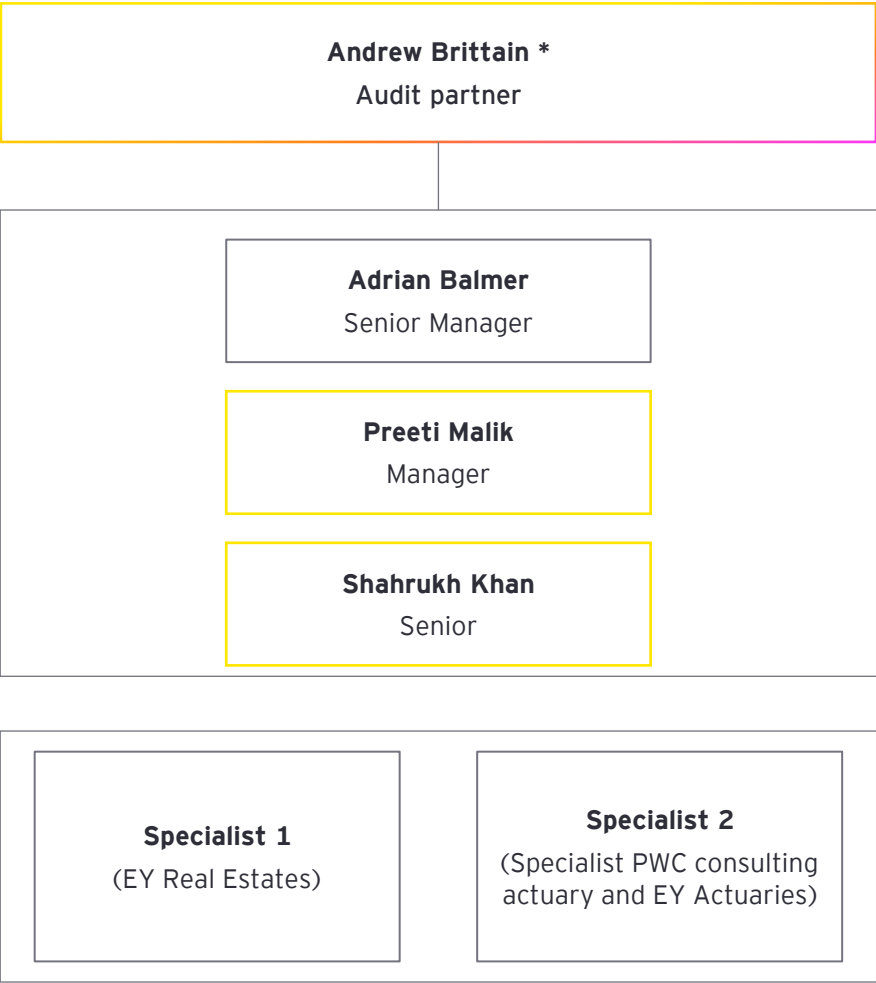 Andrew Brittain *
Audit partner
Adrian Balmer
Senior Manager
Preeti Malik
Manager
Shahrukh Khan
Senior
Specialist 1
(EY Real Estates)
Specialist 2
(Specialist PWC consulting
actuary and EY Actuaries)